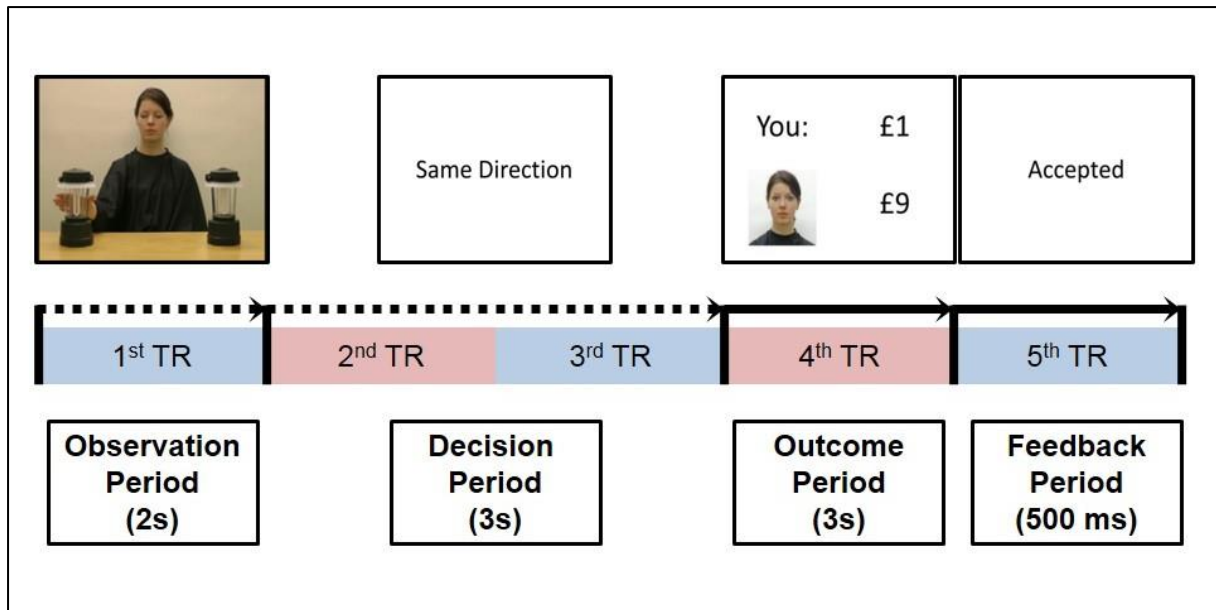 Same Direction
You: £1
£9
Accepted
1st TR
2nd TR
3rd TR
4th TR
5th TR
Observation
Period
(2s)
Decision
Period
(3s)
Outcome
Period
(3s)
Feedback
Period
(500 ms)